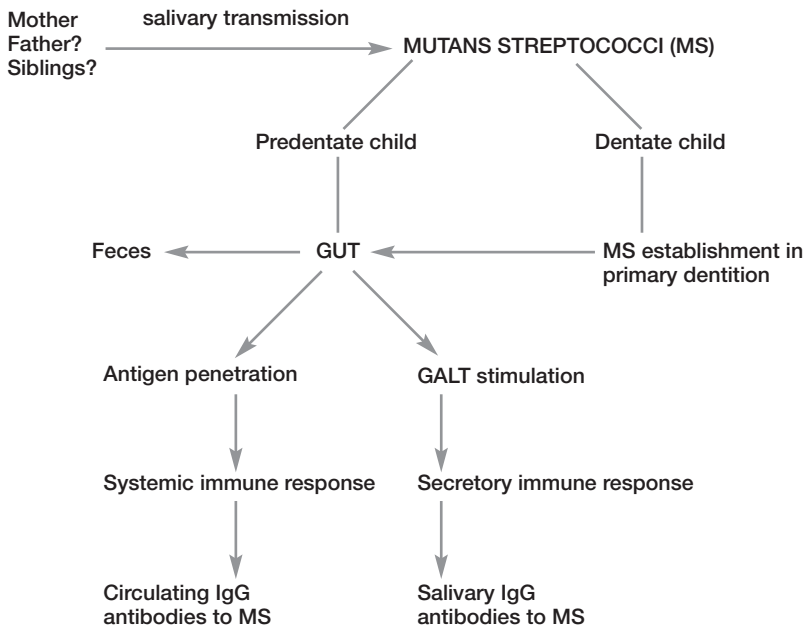 Mother
Father?
Siblings?
salivary transmission
MUTANS STREPTOCOCCI (MS)
Predentate child
Dentate child
Feces
GUT
MS establishment in
primary dentition
Antigen penetration
GALT stimulation
Systemic immune response
Secretory immune response
Circulating IgG
antibodies to MS
Salivary IgG
antibodies to MS